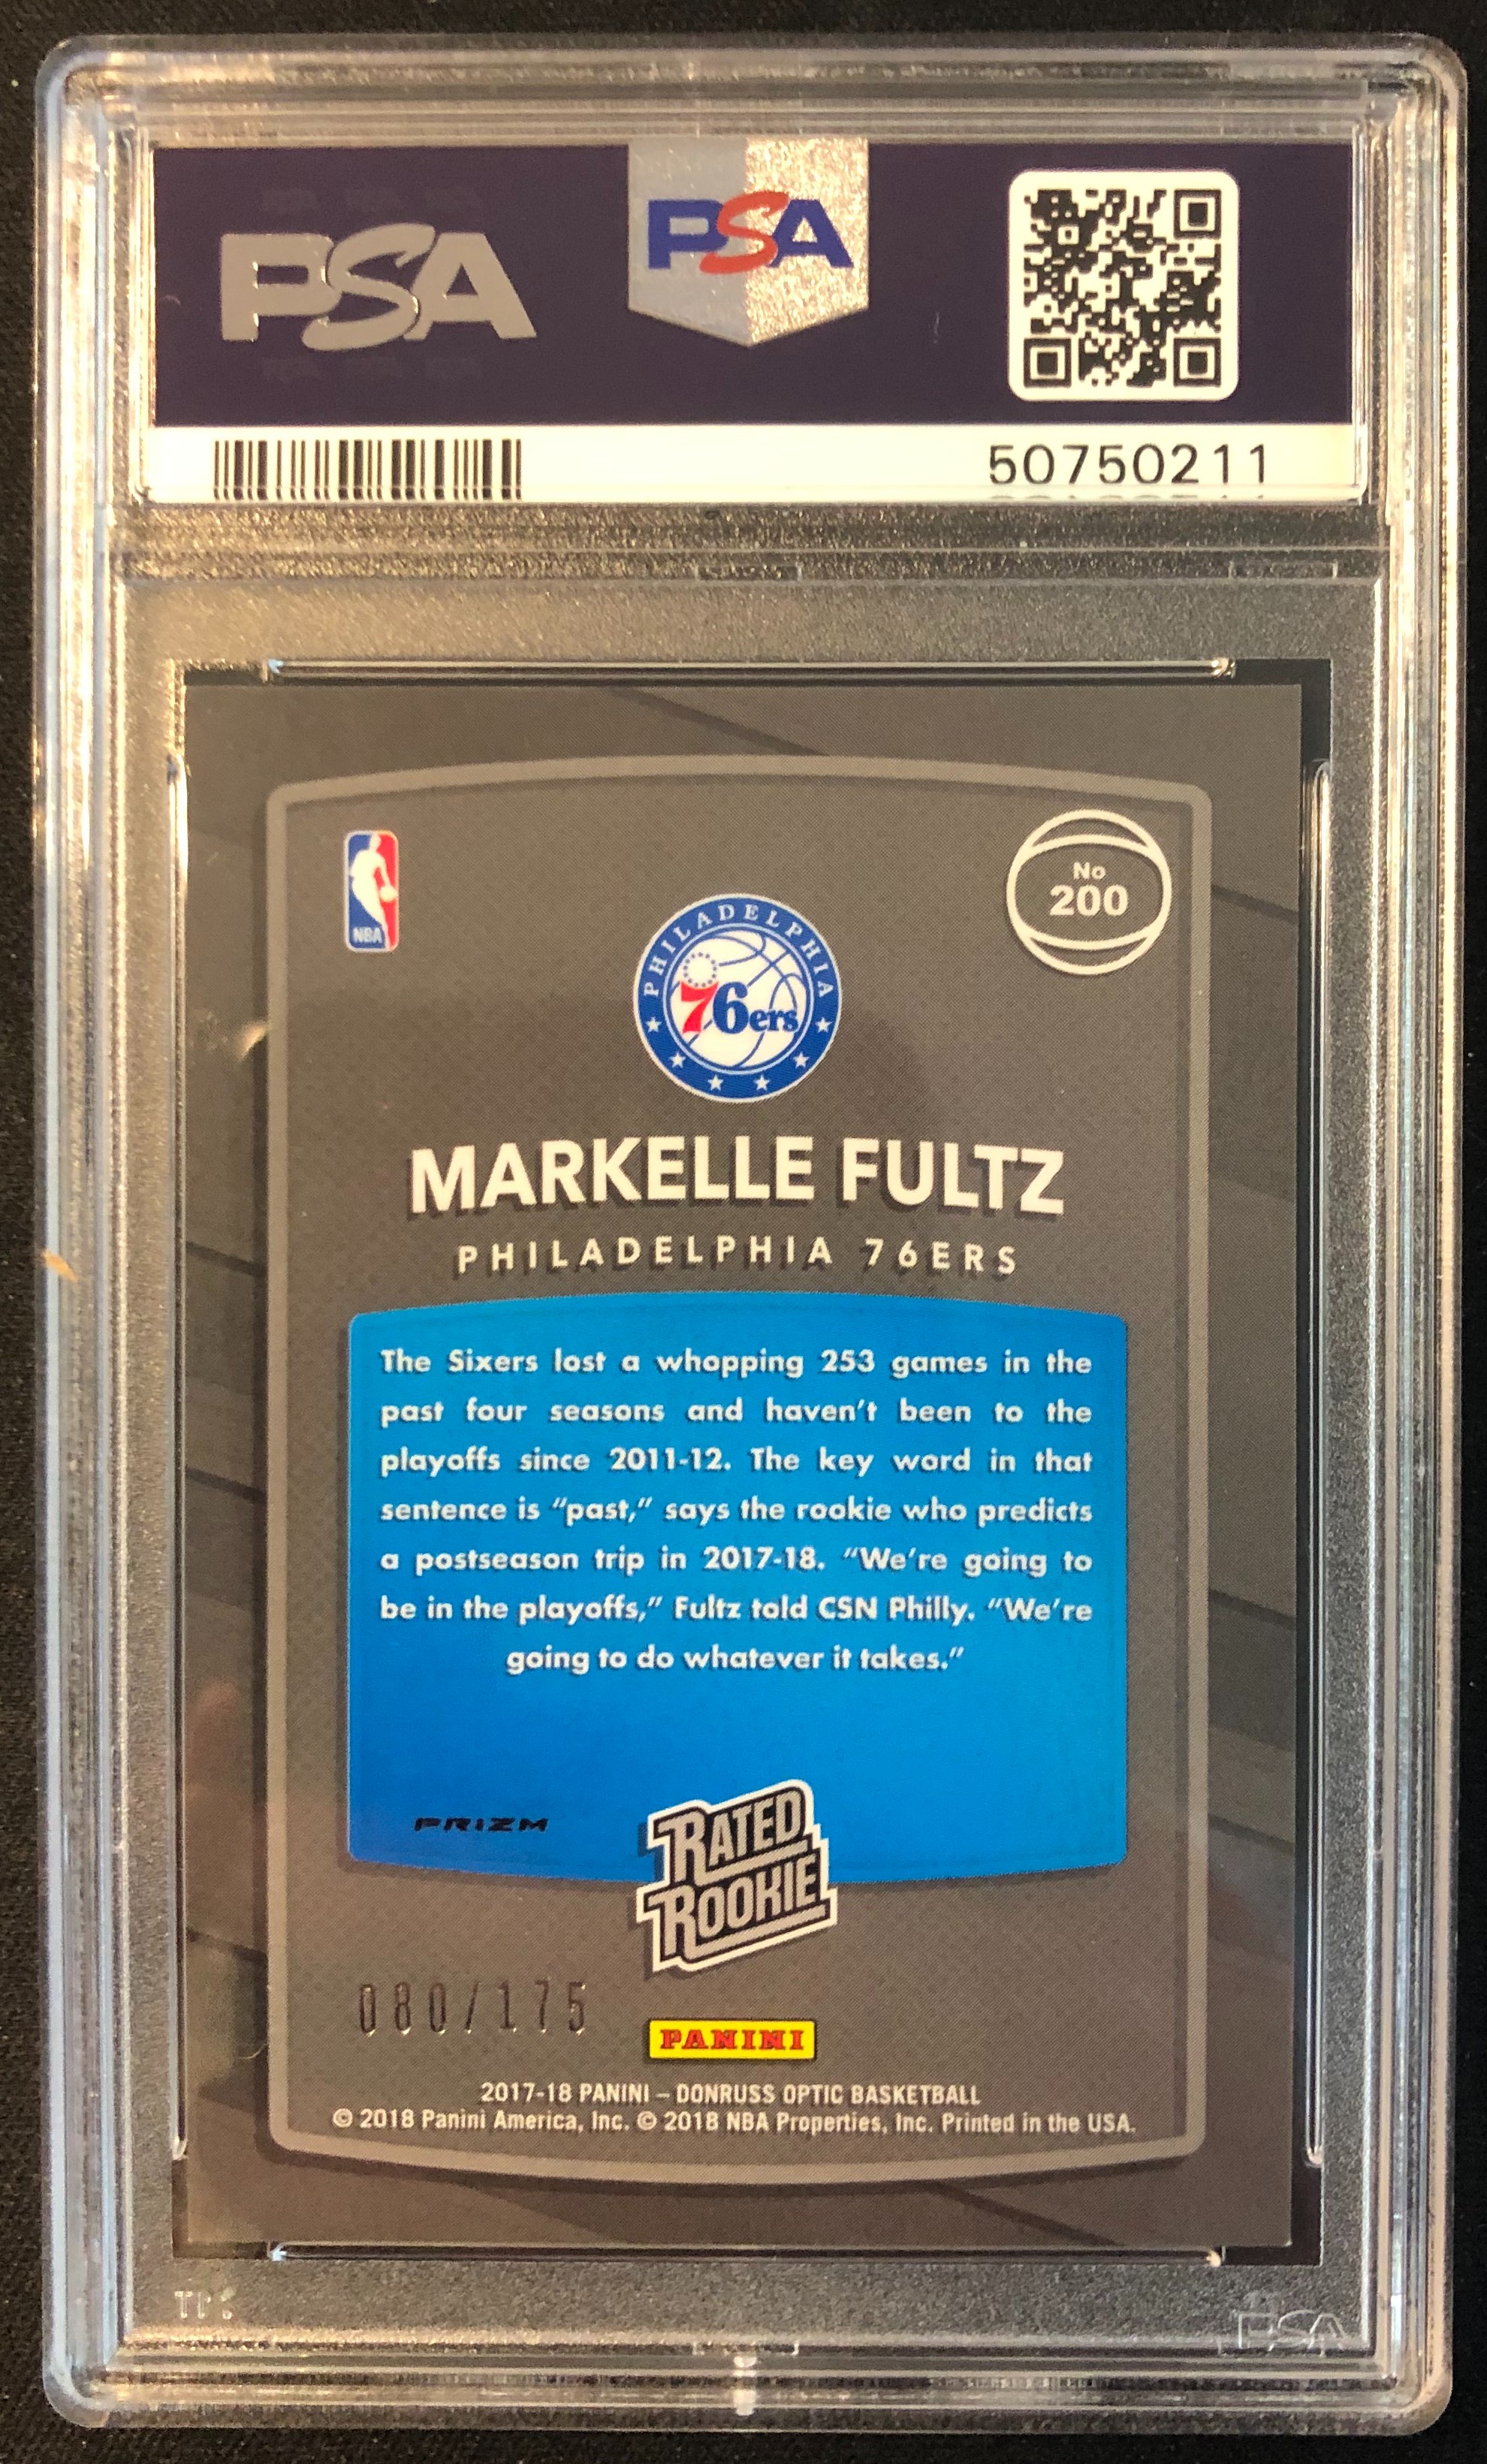 PSA
PSA
50750211
NBA
No
200
PHILADELPHIA
76ers
MARKELLE FULTZ
PHILADELPHIA 76ERS
The Sixers lost a whopping 253 games in the
past four seasons and haven't been to the
playoffs since 2011-12. The key word in that
sentence is “past,” says the rookie who predicts
a postseason trip in 2017-18. “We're going to
be in the playoffs,” Fultz told CSN Philly. “We're
going to do whatever it takes.”
PRIZM
RATED
ROOKIE
080/175
PANINI
2017-18 PANINI – DONRUSS OPTIC BASKETBALL
© 2018 Panini America, Inc. © 2018 NBA Properties, Inc. Printed in the USA.
PSA